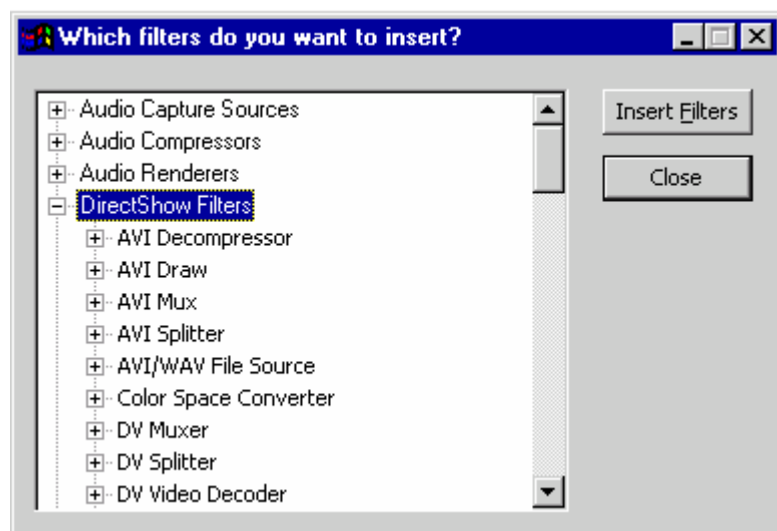 Which filters do you want to insert?
Audio Capture Sources
Audio Compressors
Audio Renderers
DirectShow Filters
AVI Decompressor
AVI Draw
AVI Mux
AVI Splitter
AVI/WAV File Source
Color Space Converter
DV Muxer
DV Splitter
DV Video Decoder
Insert Filters
Close